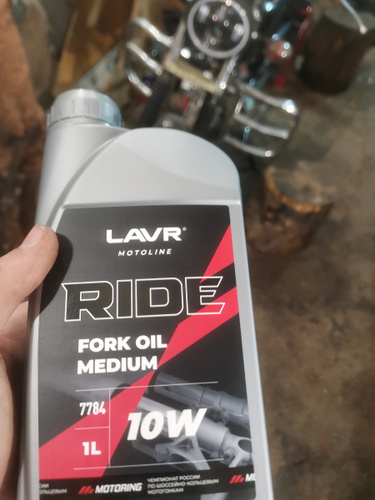 LAVR®
MOTOLINE
RIDE
FORK OIL
MEDIUM
7784
1L
10W
MOTORING
ЧЕМПИОНАТ РОССИИ
ПО ШОССЕЙНО-КОЛЬЦЕВЫМ
МОТОГОНКАМ